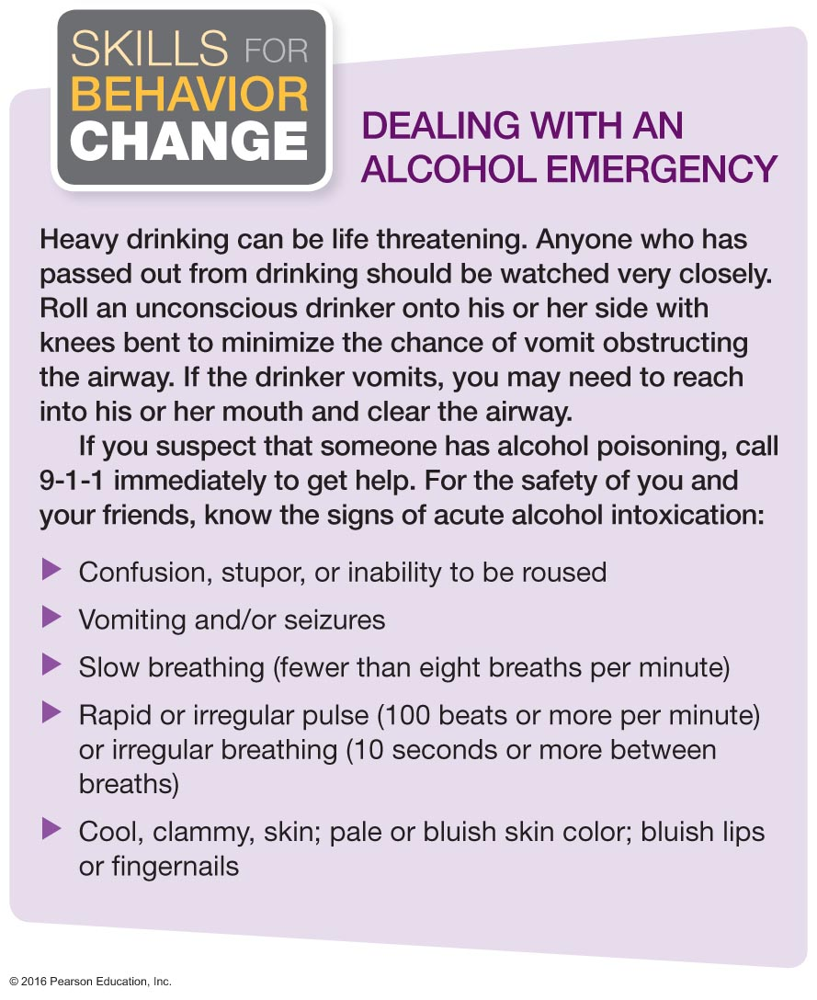 SKILLS FOR
BEHAVIOR
CHANGE
DEALING WITH AN
ALCOHOL EMERGENCY
Heavy drinking can be life threatening. Anyone who has
passed out from drinking should be watched very closely.
Roll an unconscious drinker onto his or her side with
knees bent to minimize the chance of vomit obstructing
the airway. If the drinker vomits, you may need to reach
into his or her mouth and clear the airway.
If you suspect that someone has alcohol poisoning, call
9-1-1 immediately to get help. For the safety of you and
your friends, know the signs of acute alcohol intoxication:
Confusion, stupor, or inability to be roused
Vomiting and/or seizures
Slow breathing (fewer than eight breaths per minute)
Rapid or irregular pulse (100 beats or more per minute)
or irregular breathing (10 seconds or more between
breaths)
Cool, clammy, skin; pale or bluish skin color; bluish lips
or fingernails
© 2016 Pearson Education, Inc.